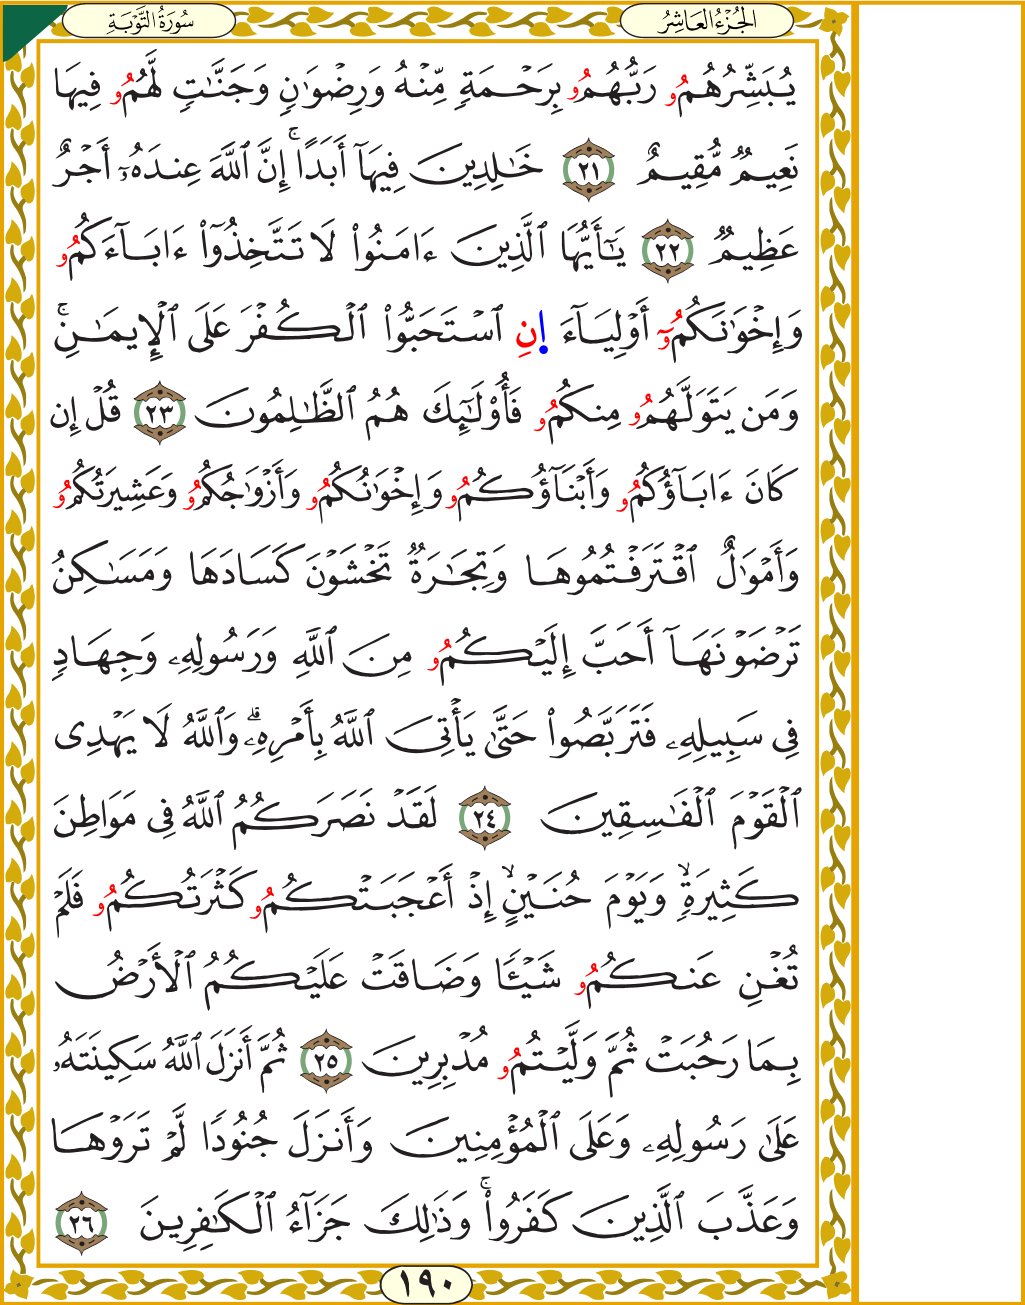 الجُزْءُ العَاشِرُ
سُورَةُ التَّوْبَةِ
يُبَشِّرُهُمُۥ رَبُّهُمُۥ بِرَحْمَةٍ مِّنْهُ وَرِضْوَٰنٍ وَجَنَّـٰتٍ لَّهُمُۥ فِيهَا
نَعِيمٌ مُّقِيمٌ ٢١ خَـٰلِدِينَ فِيهَآ أَبَدًا ۚ إِنَّ ٱللَّهَ عِندَهُۥٓ أَجْرٌ
عَظِيمٌ ٢٢ يَـٰٓأَيُّهَا ٱلَّذِينَ ءَامَنُوا۟ لَا تَتَّخِذُوٓا۟ ءَابَآءَكُمُۥ
وَإِخْوَٰنَكُمُۥٓ أَوْلِيَآءَ إِنِ ٱسْتَحَبُّوا۟ ٱلْكُفْرَ عَلَى ٱلْإِيمَـٰنِ ۚ
وَمَن يَتَوَلَّهُمُۥ مِنكُمُۥ فَأُو۟لَـٰٓئِكَ هُمُ ٱلظَّـٰلِمُونَ ٢٣ قُلْ إِن
كَانَ ءَابَآؤُكُمُۥ وَأَبْنَآؤُكُمُۥ وَإِخْوَٰنُكُمُۥ وَأَزْوَٰجُكُمُۥ وَعَشِيرَتُكُمُۥ
وَأَمْوَٰلٌ ٱقْتَرَفْتُمُوهَا وَتِجَـٰرَةٌ تَخْشَوْنَ كَسَادَهَا وَمَسَـٰكِنُ
تَرْضَوْنَهَآ أَحَبَّ إِلَيْكُمُۥ مِنَ ٱللَّهِ وَرَسُولِهِۦ وَجِهَادٍ
فِى سَبِيلِهِۦ فَتَرَبَّصُوا۟ حَتَّىٰ يَأْتِىَ ٱللَّهُ بِأَمْرِهِۦ ۗ وَٱللَّهُ لَا يَهْدِى
ٱلْقَوْمَ ٱلْفَـٰسِقِينَ ٢٤ لَقَدْ نَصَرَكُمُ ٱللَّهُ فِى مَوَاطِنَ
كَثِيرَةٍ ۙ وَيَوْمَ حُنَيْنٍ ۙ إِذْ أَعْجَبَتْكُمُۥ كَثْرَتُكُمُۥ فَلَمْ
تُغْنِ عَنكُمُۥ شَيْـًٔا وَضَاقَتْ عَلَيْكُمُ ٱلْأَرْضُ
بِمَا رَحُبَتْ ثُمَّ وَلَّيْتُمُۥ مُدْبِرِينَ ٢٥ ثُمَّ أَنزَلَ ٱللَّهُ سَكِينَتَهُۥ
عَلَىٰ رَسُولِهِۦ وَعَلَى ٱلْمُؤْمِنِينَ وَأَنزَلَ جُنُودًا لَّمْ تَرَوْهَا
وَعَذَّبَ ٱلَّذِينَ كَفَرُوا۟ ۚ وَذَٰلِكَ جَزَآءُ ٱلْكَـٰفِرِينَ ٢٦
١٩٠